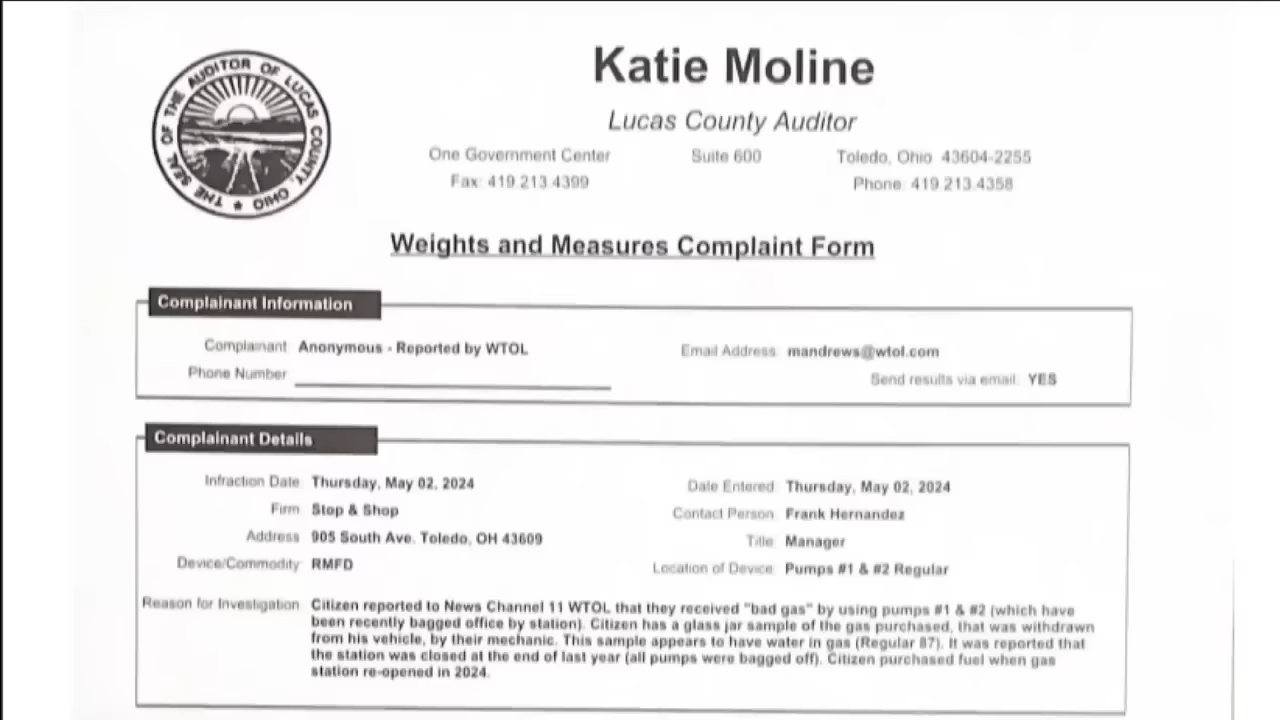 THE SEAL OF THE AUDITOR OF LUCAS COUNTY, OHIO ★
Katie Moline
Lucas County Auditor
One Government Center Suite 600 Toledo, Ohio 43604-2255
Fax: 419.213.4399 Phone: 419.213.4358
Weights and Measures Complaint Form
Complainant Information
Complainant Anonymous - Reported by WTOL Email Address mandrews@wtol.com
Phone Number Send results via email: YES
Complainant Details
Infraction Date Thursday, May 02, 2024 Date Entered Thursday, May 02, 2024
Firm Stop & Shop Contact Person Frank Hernandez
Address 905 South Ave. Toledo, OH 43609 Title Manager
Device/Commodity RMFD Location of Device Pumps #1 & #2 Regular
Reason for Investigation Citizen reported to News Channel 11 WTOL that they received "bad gas" by using pumps #1 & #2 (which have
been recently bagged office by station). Citizen has a glass jar sample of the gas purchased, that was withdrawn
from his vehicle, by their mechanic. This sample appears to have water in gas (Regular 87). It was reported that
the station was closed at the end of last year (all pumps were bagged off). Citizen purchased fuel when gas
station re-opened in 2024.